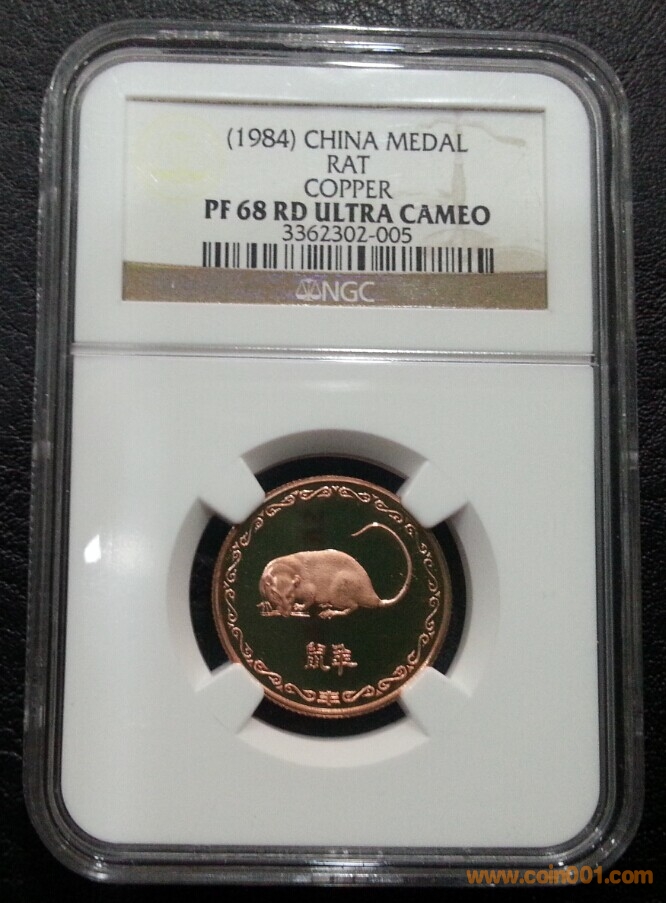 (1984) CHINA MEDAL
RAT
COPPER
PF 68 RD ULTRA CAMEO
3362302-005
NGC
鼠年
www.coin001.com